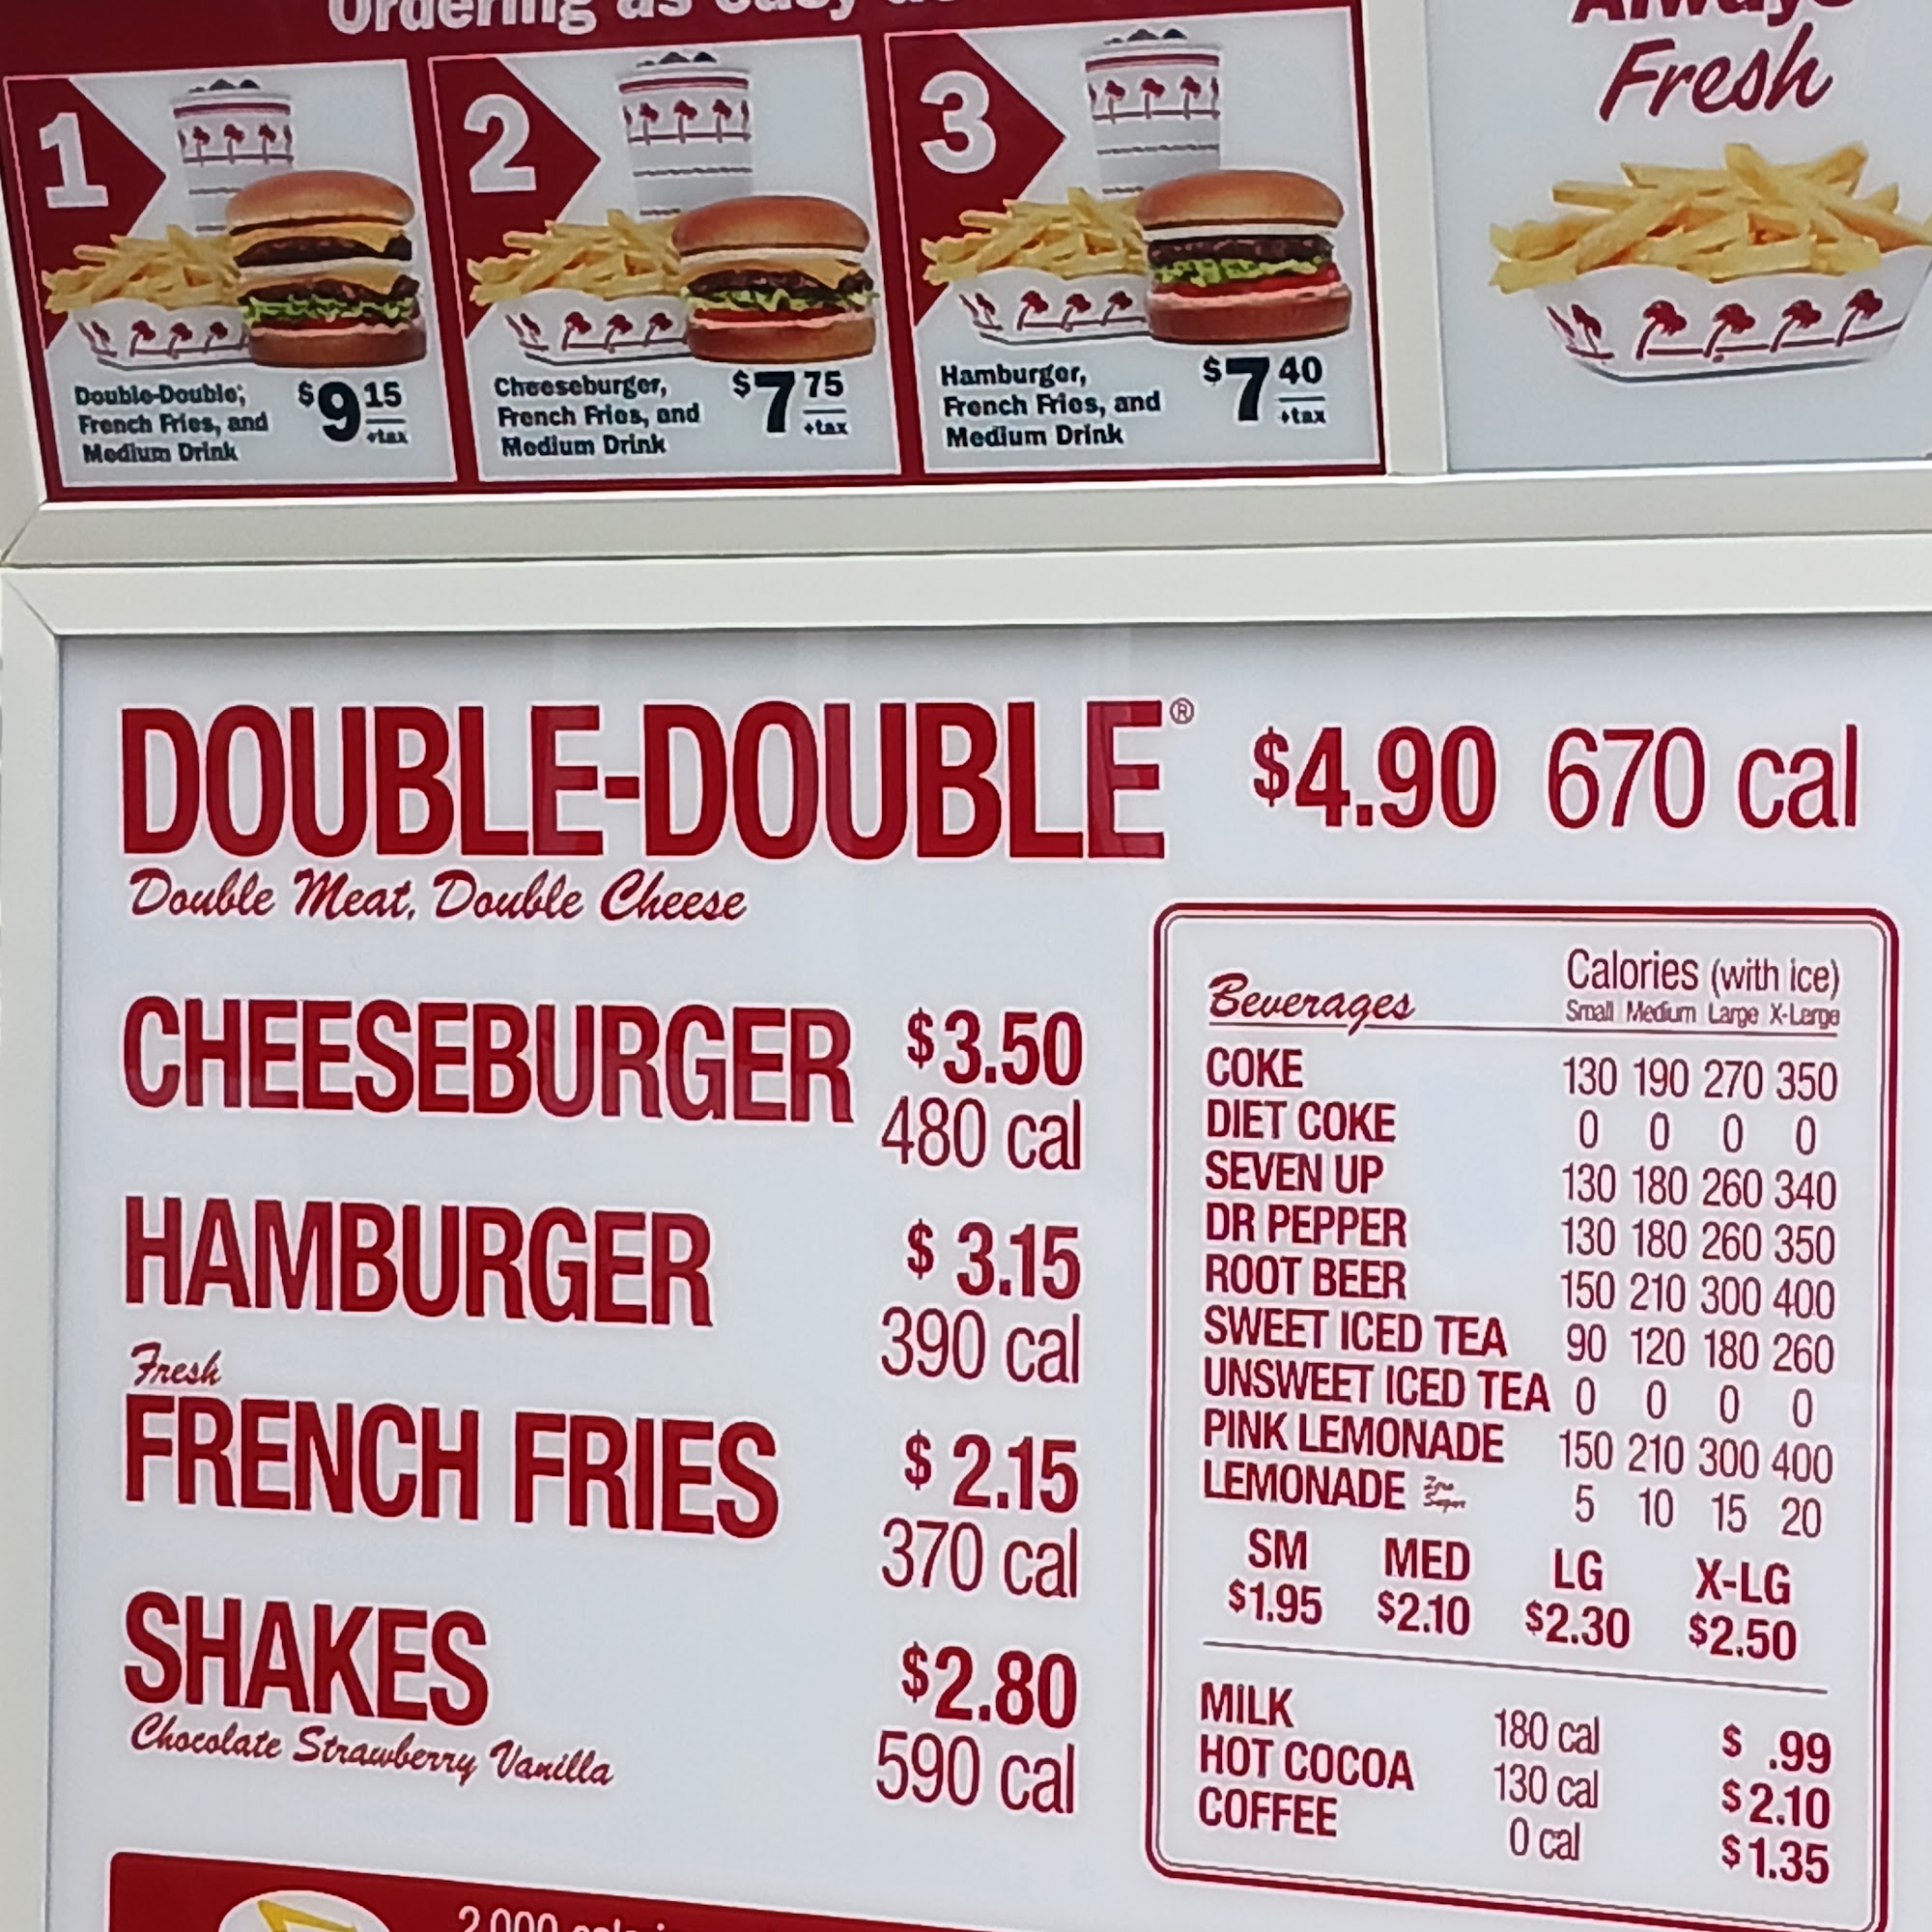 Ordering as easy
1
Double-Double,
French Fries, and
Medium Drink
$9 15
+tax
2
Cheeseburger,
French Fries, and
Medium Drink
$7 75
+tax
3
Hamburger,
French Fries, and
Medium Drink
$7 40
+tax
Always
Fresh
DOUBLE-DOUBLE® $4.90 670 cal
Double Meat, Double Cheese
CHEESEBURGER $3.50
480 cal
HAMBURGER $3.15
390 cal
Fresh
FRENCH FRIES $2.15
370 cal
SHAKES $2.80
Chocolate Strawberry Vanilla 590 cal
Beverages Calories (with ice)
Small Medium Large X-Large
COKE 130 190 270 350
DIET COKE 0 0 0 0
SEVEN UP 130 180 260 340
DR PEPPER 130 180 260 350
ROOT BEER 150 210 300 400
SWEET ICED TEA 90 120 180 260
UNSWEET ICED TEA 0 0 0 0
PINK LEMONADE 150 210 300 400
LEMONADE Zero Sugar 5 10 15 20
SM MED LG X-LG
$1.95 $2.10 $2.30 $2.50
MILK 180 cal $ .99
HOT COCOA 130 cal $2.10
COFFEE 0 cal $1.35
2,000